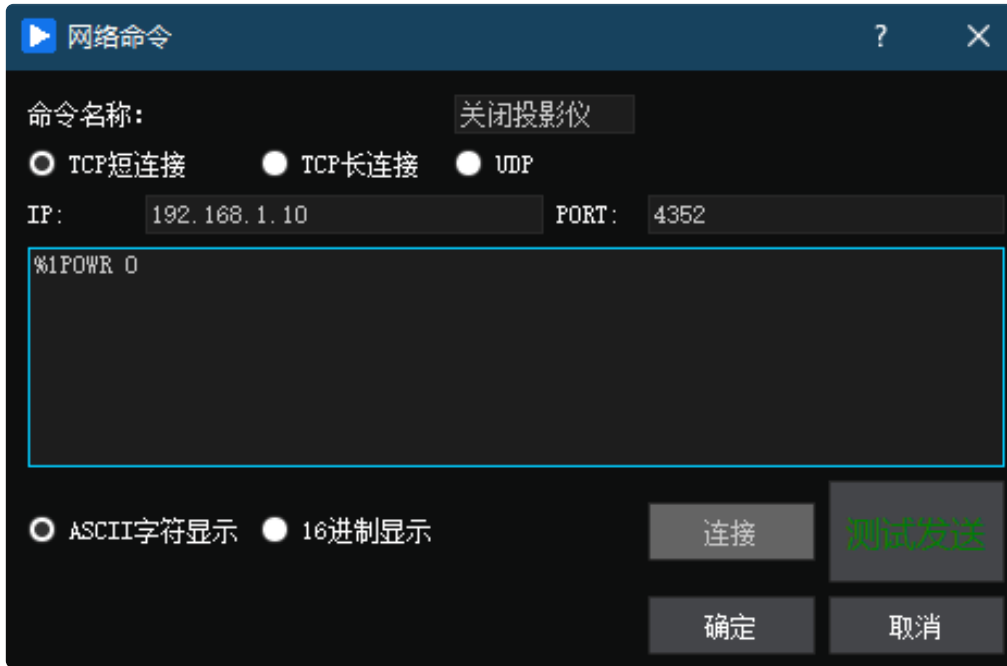 网络命令 ?
命令名称: 关闭投影仪
TCP短连接 TCP长连接 UDP
IP: 192.168.1.10 PORT: 4352
%1POWR 0
ASCII字符显示 16进制显示 连接 测试发送
确定 取消